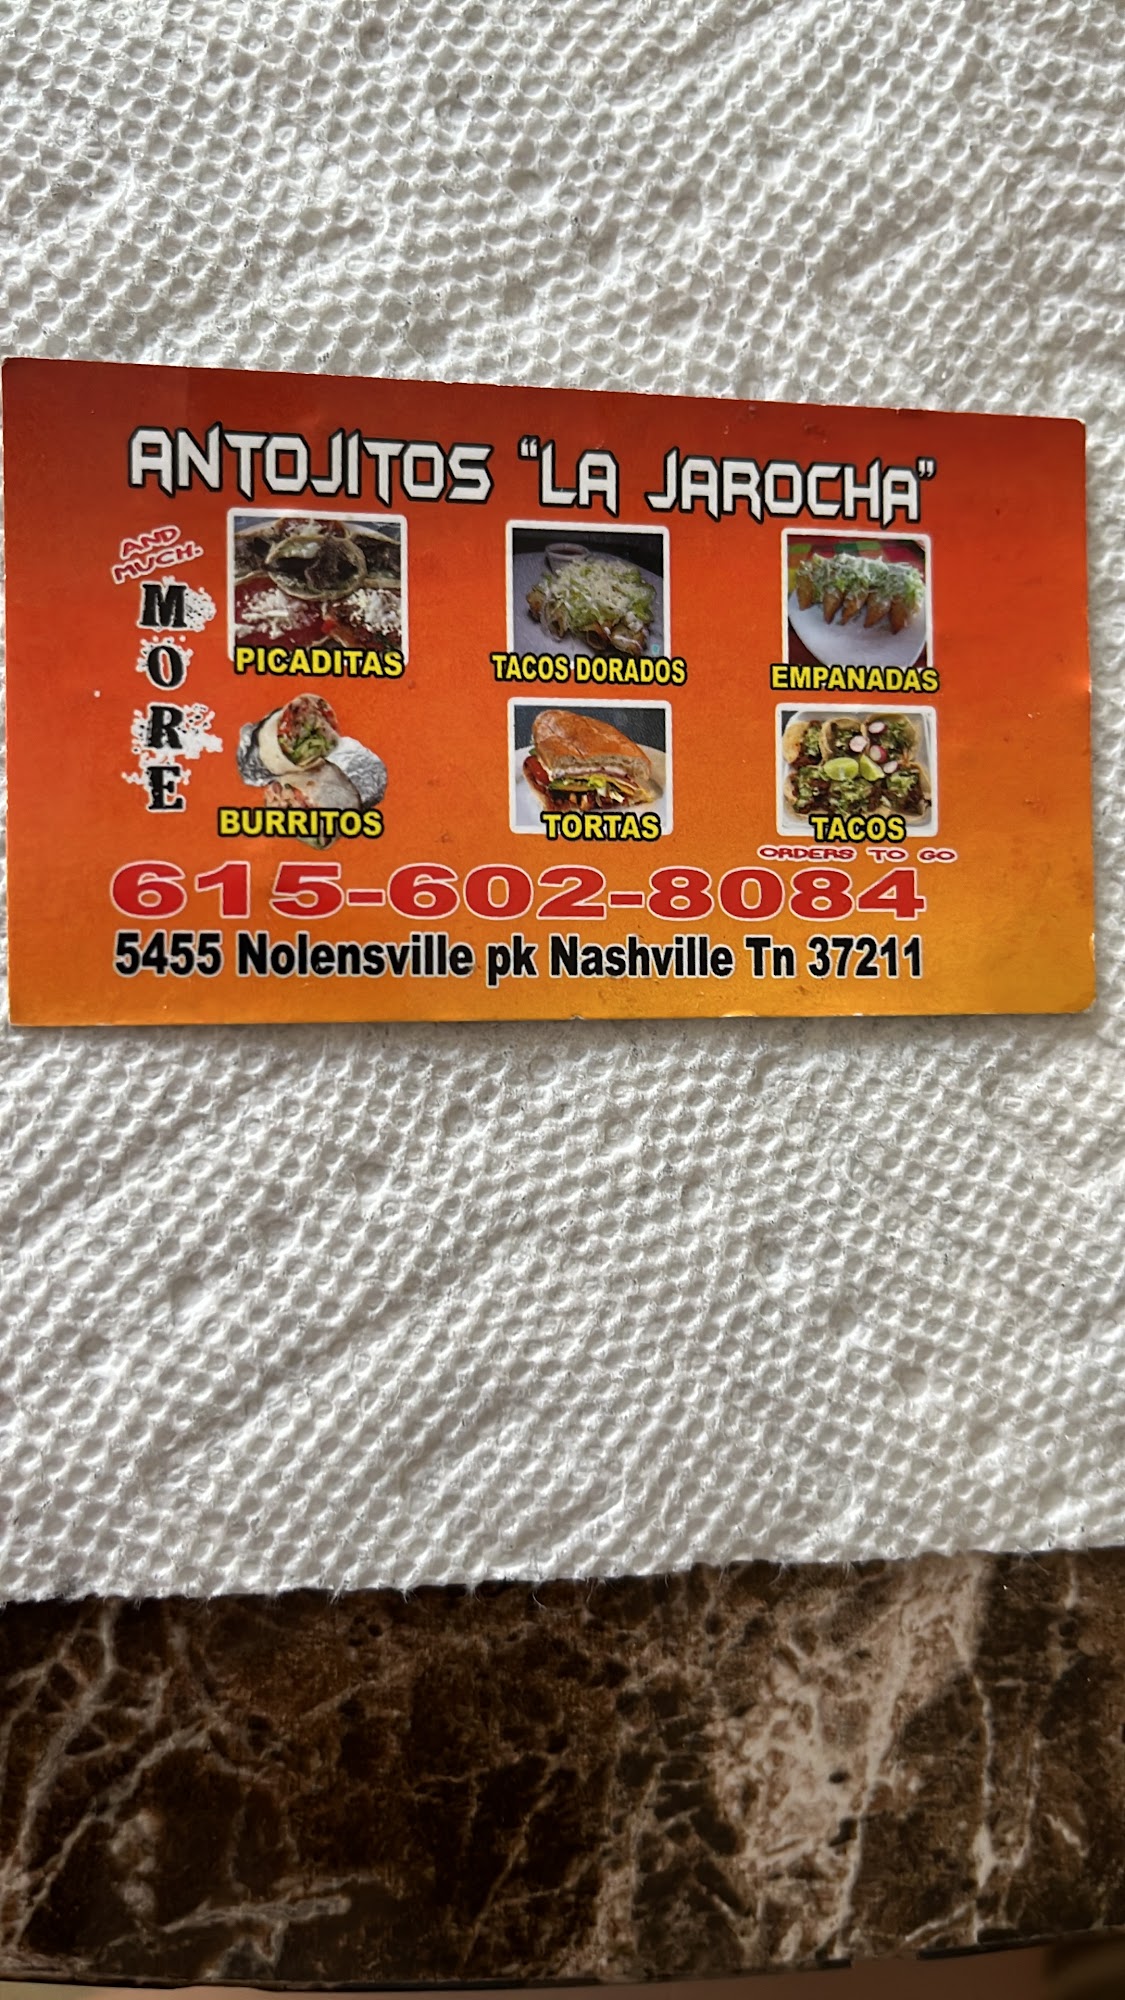 ANTOJITOS "LA JAROCHA"
AND
MUCH.
MORE
PICADITAS
TACOS DORADOS
EMPANADAS
BURRITOS
TORTAS
TACOS
ORDERS TO GO
615-602-8084
5455 Nolensville pk Nashville Tn 37211